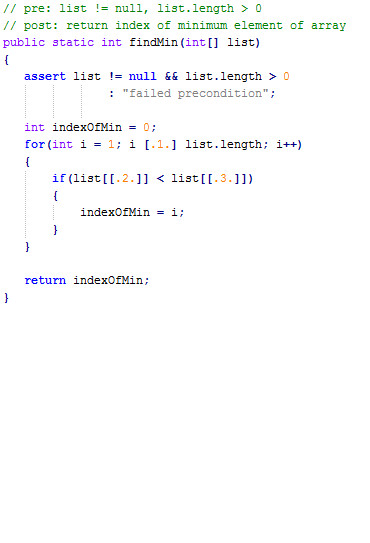 // pre: list != null, list.length > 0
// post: return index of minimum element of array
public static int findMin(int[] list)
{
assert list != null && list.length > 0
: "failed precondition";
int indexOfMin = 0;
for(int i = 1; i [.1.] list.length; i++)
{
if(list[[.2.]] < list[[.3.]])
{
indexOfMin = i;
}
}
return indexOfMin;
}